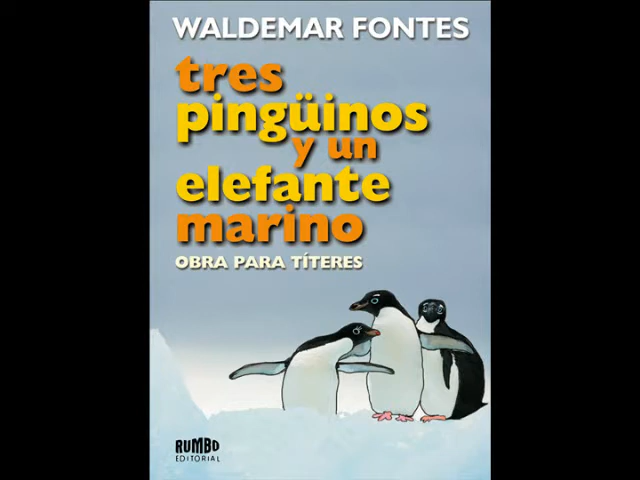 WALDEMAR FONTES
tres
pingüinos
y un
elefante
marino
OBRA PARA TÍTERES
RUMBO
EDITORIAL